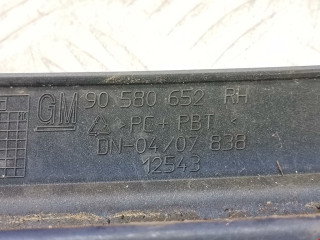 GM 90 580 652 RH
>PC+PBT<
DN-04/07 838
12543